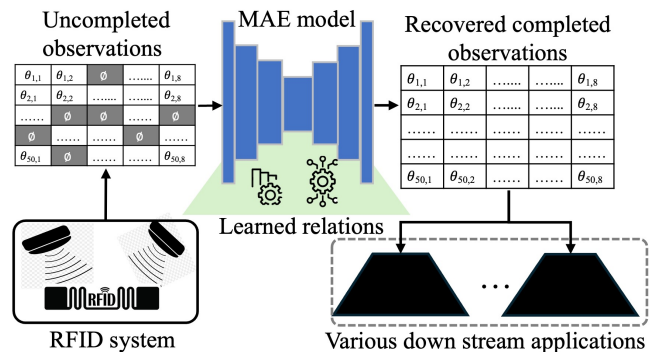 Uncompleted
observations
MAE model
Recovered completed
observations
θ1,1 θ1,2 ∅ ……. θ1,8
θ2,1 θ2,2 …… …… θ2,8
…… ∅ ∅ …… ∅
∅ …… …… ∅ ……
θ50,1 ∅ …… …… θ50,8
θ1,1 θ1,2 ……. ……. θ1,8
θ2,1 θ2,2 ……. ……. θ2,8
…… …… …… …… ……
…… …… …… …… ……
θ50,1 θ50,2 …… …… θ50,8
Learned relations
RFID
RFID system
...
Various down stream applications